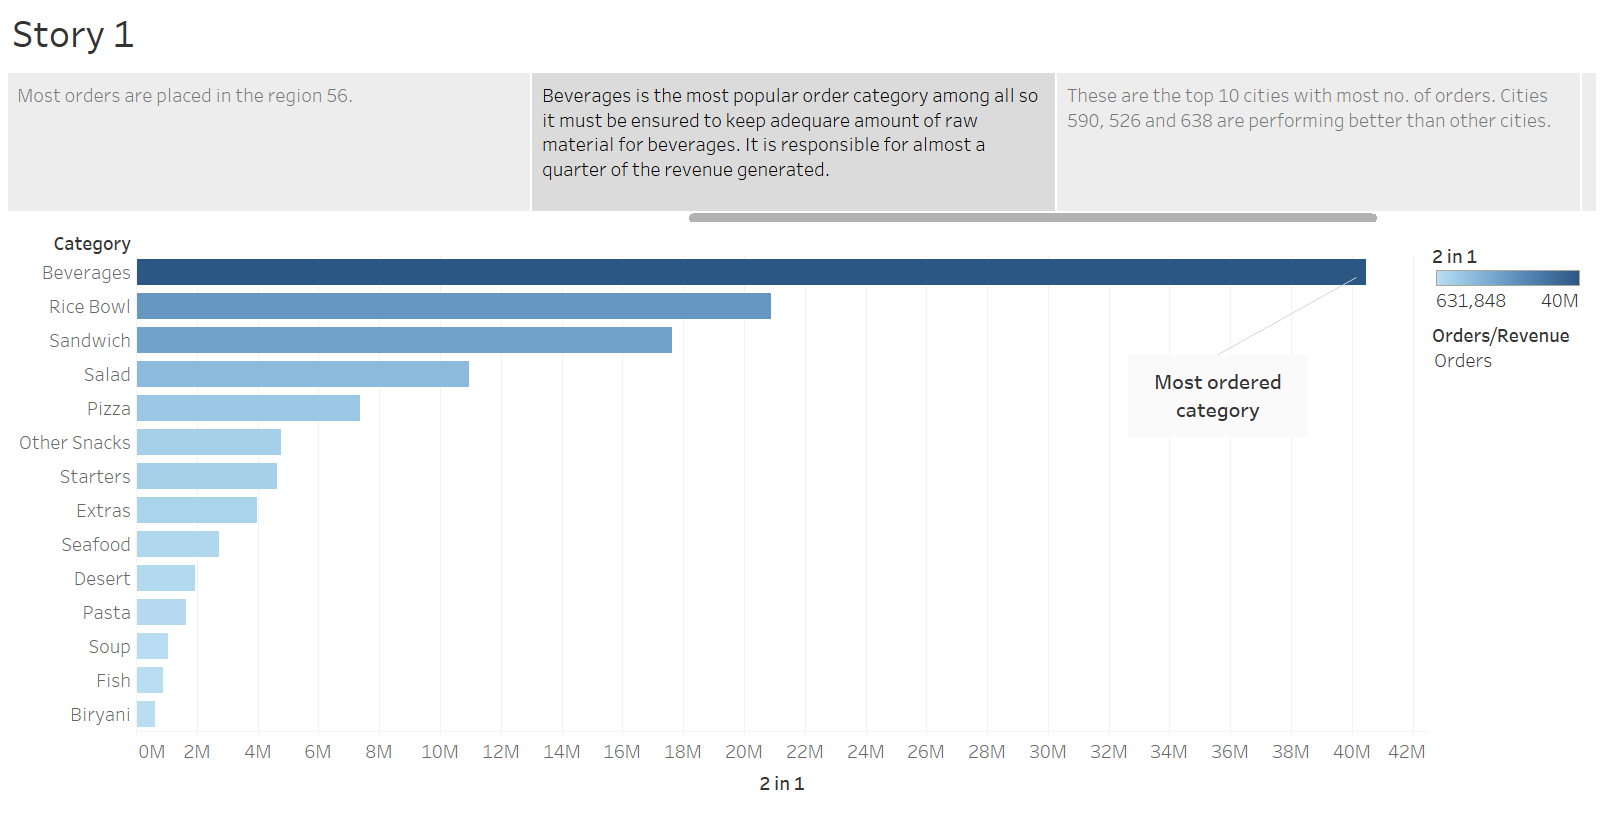 Story 1
Most orders are placed in the region 56.
Beverages is the most popular order category among all so
it must be ensured to keep adequare amount of raw
material for beverages. It is responsible for almost a
quarter of the revenue generated.
These are the top 10 cities with most no. of orders. Cities
590, 526 and 638 are performing better than other cities.
Category
Beverages
Rice Bowl
Sandwich
Salad
Pizza
Other Snacks
Starters
Extras
Seafood
Desert
Pasta
Soup
Fish
Biryani
0M 2M 4M 6M 8M 10M 12M 14M 16M 18M 20M 22M 24M 26M 28M 30M 32M 34M 36M 38M 40M 42M
2 in 1
Most ordered
category
2 in 1
631,848 40M
Orders/Revenue
Orders